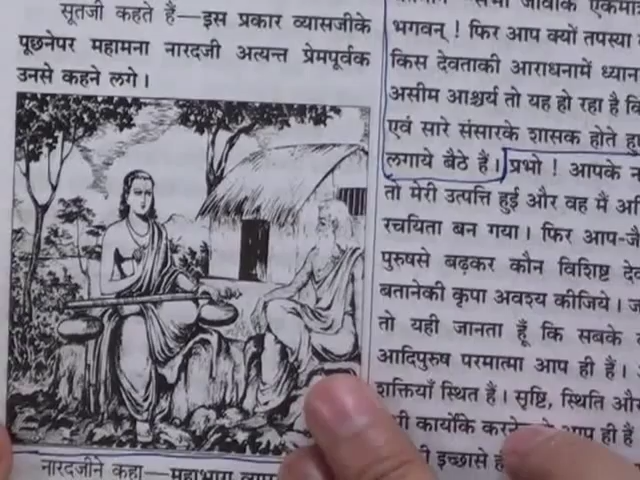 सूतजी कहते हैं—इस प्रकार व्यासजीके
पूछनेपर महामना नारदजी अत्यन्त प्रेमपूर्वक
उनसे कहने लगे।
नारदजीने कहा—महाभाग
भगवन्! फिर आप क्यों तपस्या
किस देवताकी आराधनामें ध्यान
असीम आश्चर्य तो यह हो रहा है
एवं सारे संसारके शासक होते
लगाये बैठे हैं। प्रभो! आपके
तो मेरी उत्पत्ति हुई और वह मैं
रचयिता बन गया। फिर
पुरुषसे बढ़कर कौन विशिष्ट
बतानेकी कृपा अवश्य कीजिये।
तो यही जानता हूँ कि सबके
आदिपुरुष परमात्मा आप ही हैं।
शक्तियाँ स्थित हैं। सृष्टि, स्थिति
कार्योंके आप ही हैं
इच्छासे